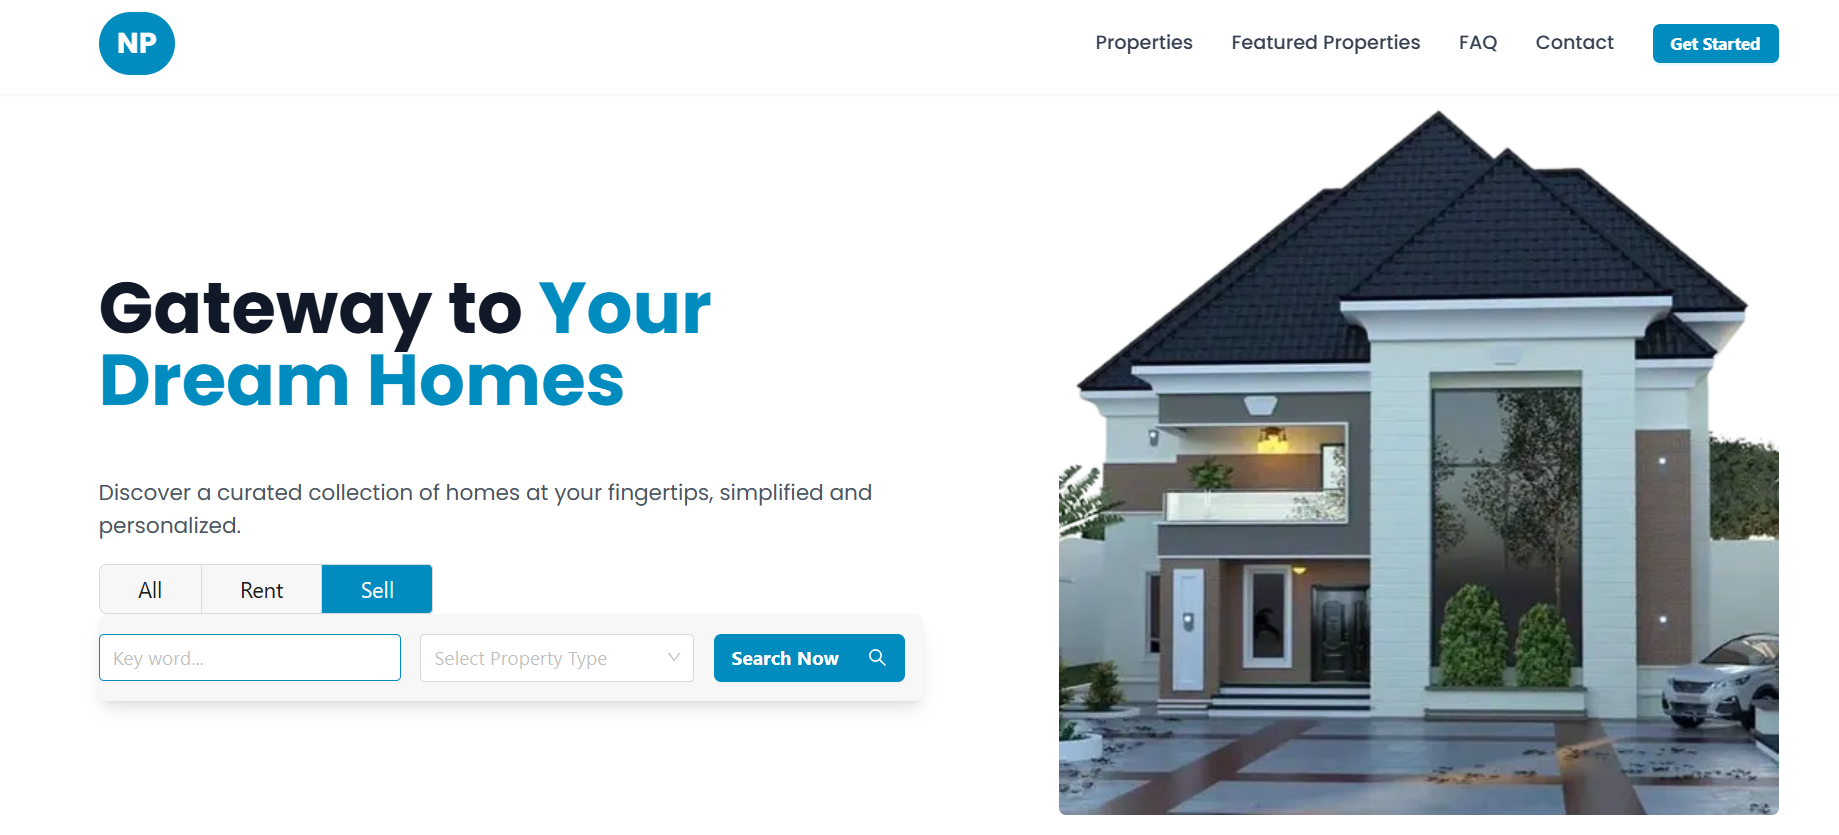 NP
Properties
Featured Properties
FAQ
Contact
Get Started
Gateway to Your
Dream Homes
Discover a curated collection of homes at your fingertips, simplified and
personalized.
All
Rent
Sell
Key word...
Select Property Type
Search Now